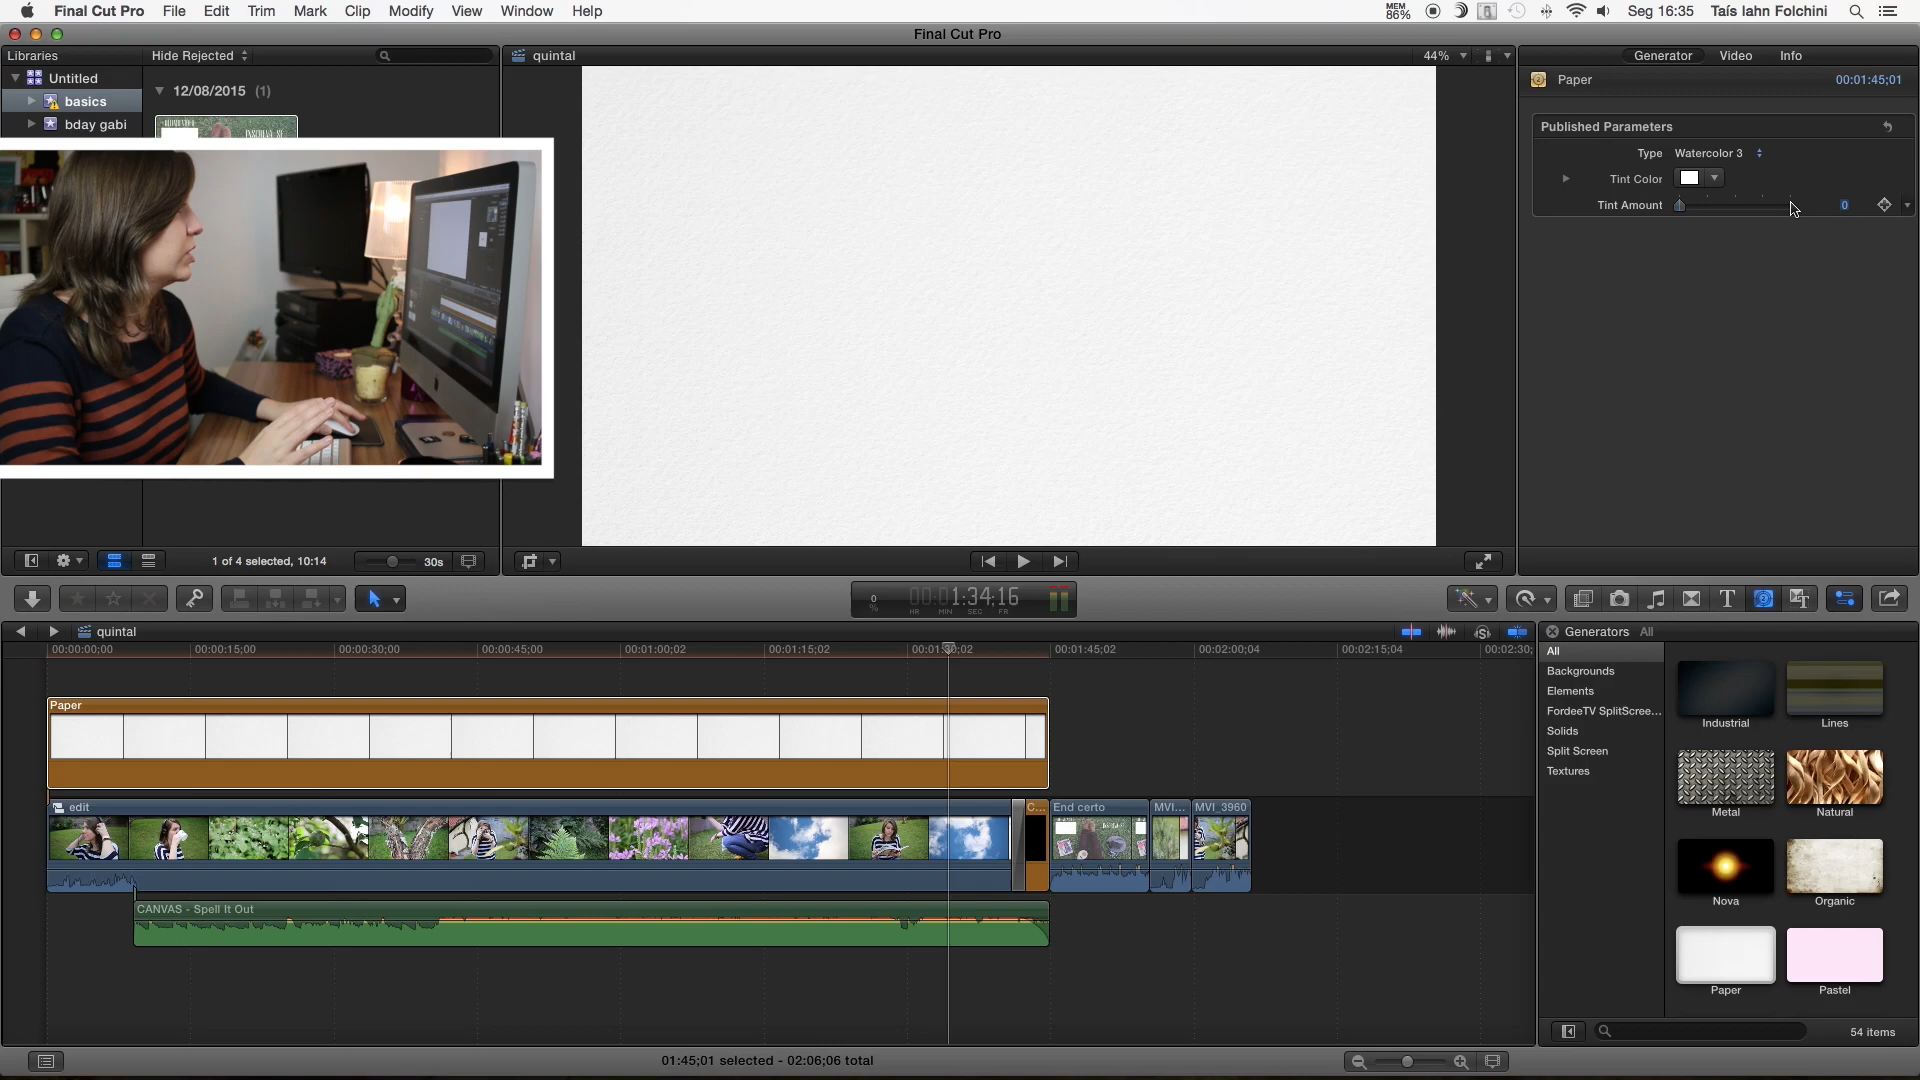 Final Cut Pro File Edit Trim Mark Clip Modify View Window Help MEM 86% Seg 16:35 Taís Iahn Folchini
Final Cut Pro
Libraries Hide Rejected quintal 44% Generator Video Info
Untitled
12/08/2015 (1)
basics
bday gabi
Paper 00:01:45;01
Published Parameters
Type Watercolor 3
Tint Color
Tint Amount 0
1 of 4 selected, 10:14 30s
0 % 00:01:34;16
HR MIN SEC FR
quintal
Generators All
00:00:00;00 00:00:15;00 00:00:30;00 00:00:45;00 00:01:00;02 00:01:15;02 00:01:30;02 00:01:45;02 00:02:00;04 00:02:15;04 00:02:30;
All
Backgrounds
Elements
FordeeTV SplitScree...
Solids
Split Screen
Textures
Industrial Lines
Metal Natural
Nova Organic
Paper Pastel
Paper
edit C... End certo MVI... MVI_3960
CANVAS - Spell It Out
54 items
01:45;01 selected - 02:06;06 total